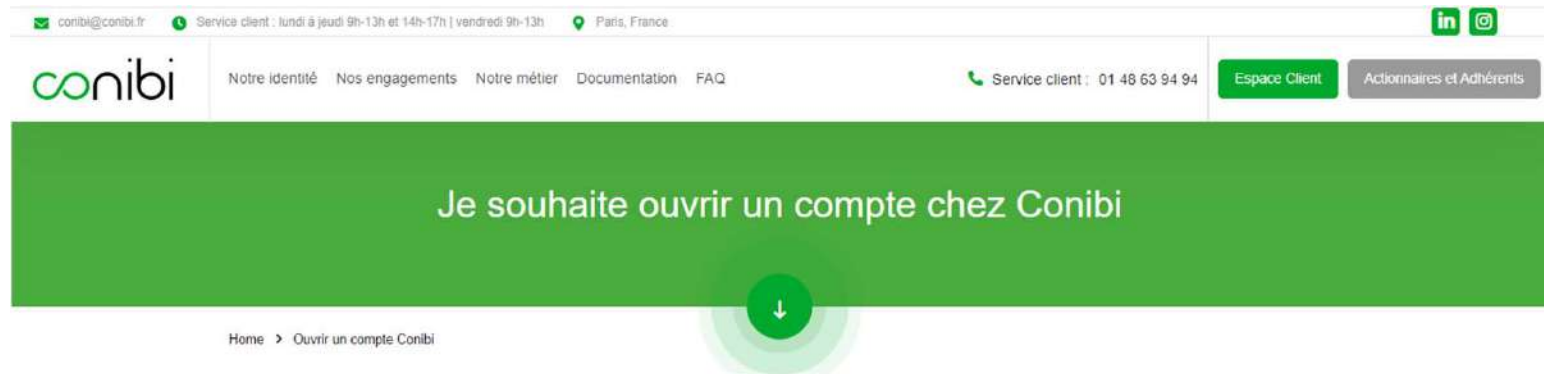 conibi@conibi.fr Service client : lundi à jeudi 9h-13h et 14h-17h | vendredi 9h-13h Paris, France
conibi Notre identité Nos engagements Notre métier Documentation FAQ Service client : 01 48 63 94 94 Espace Client Actionnaires et Adhérents
Je souhaite ouvrir un compte chez Conibi
Home > Ouvrir un compte Conibi